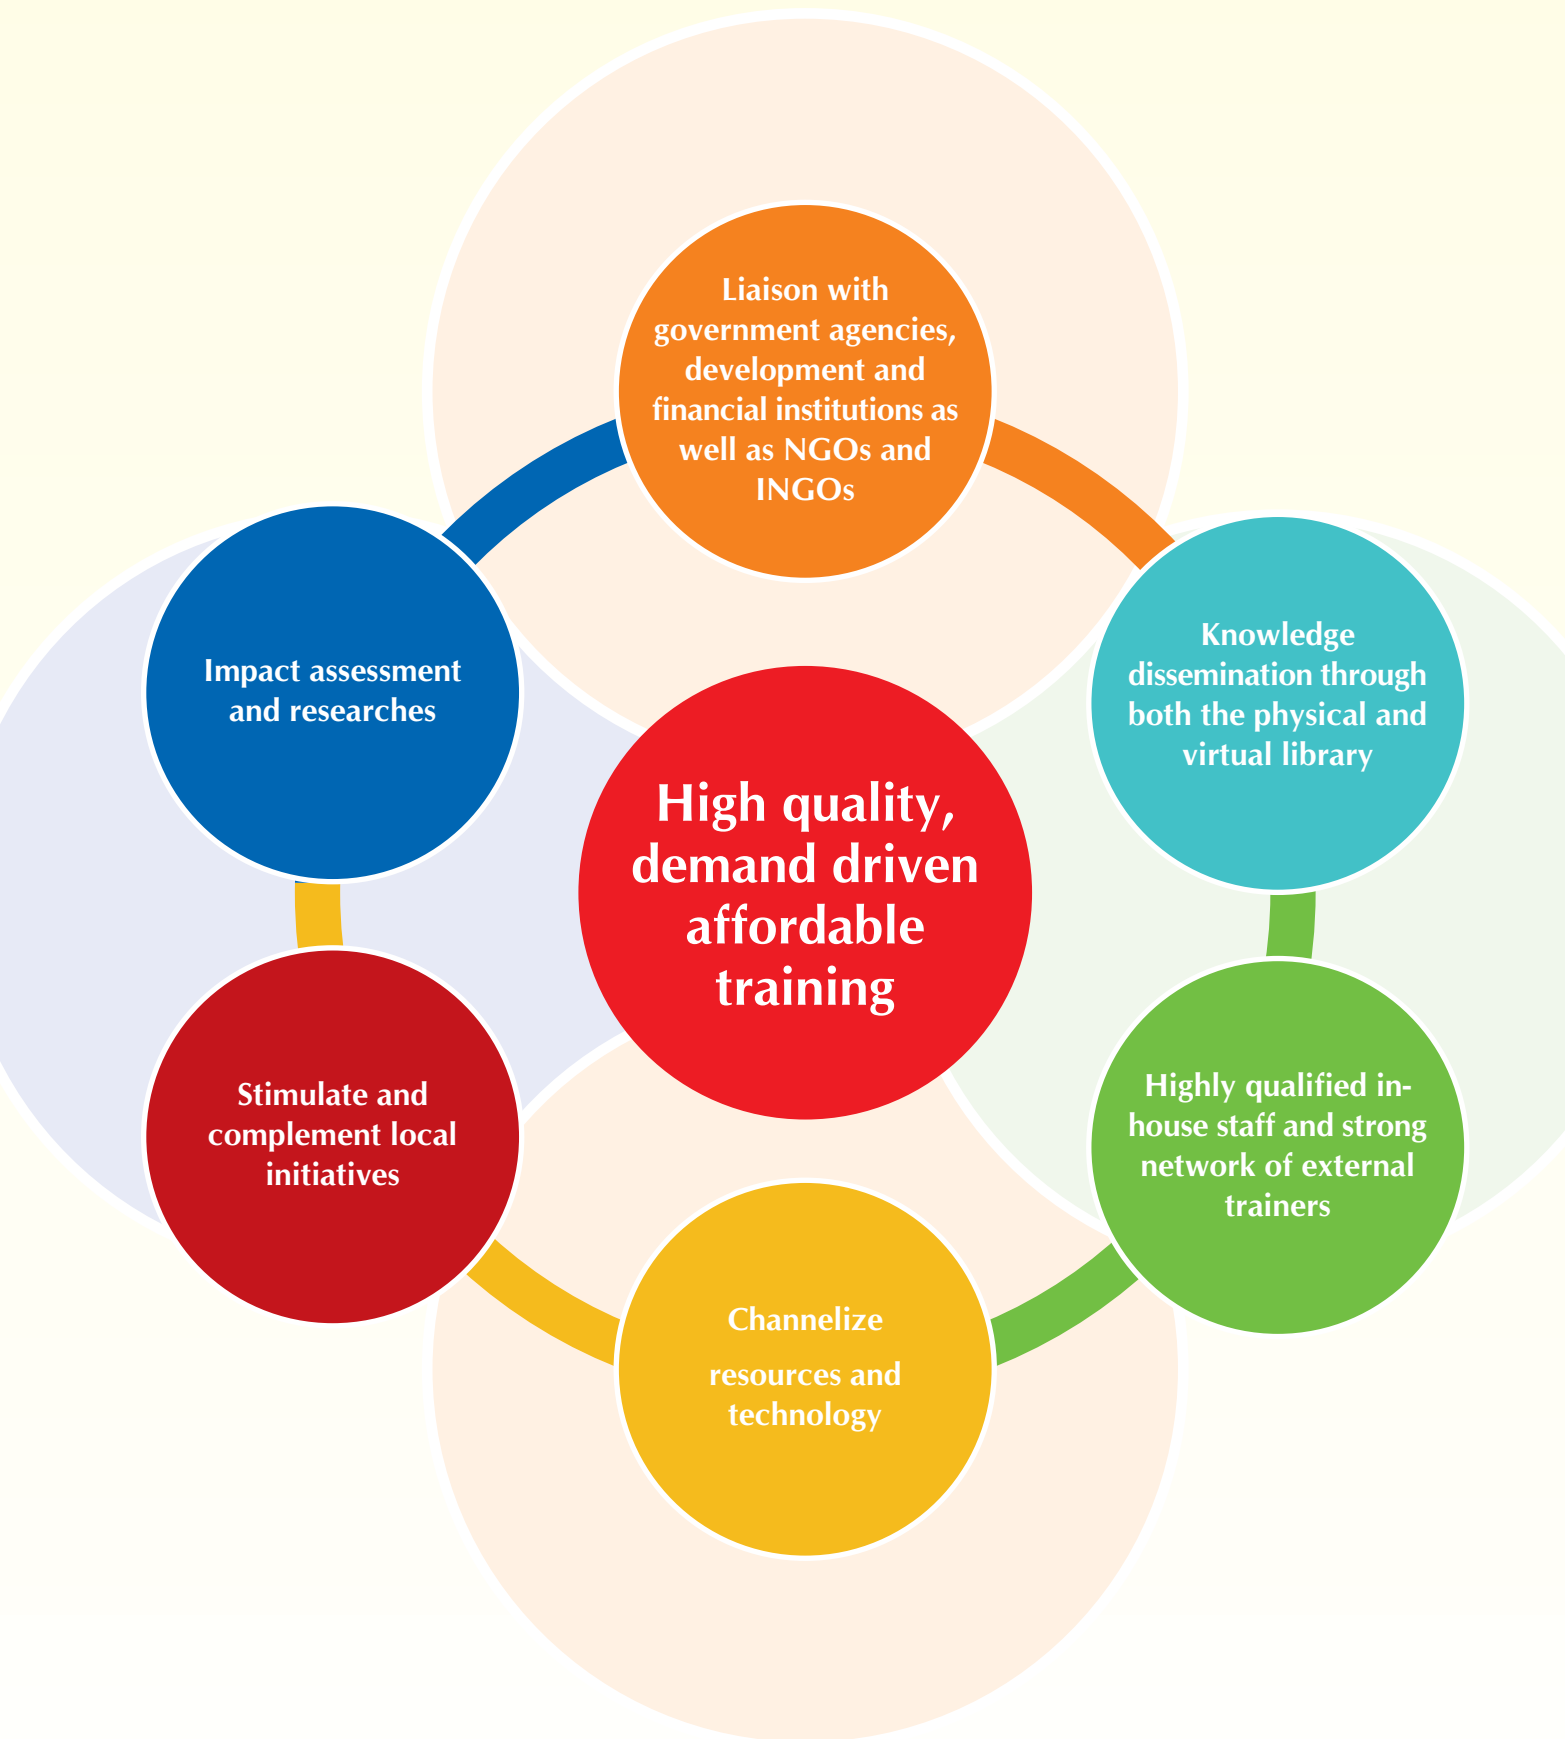 Liaison with
government agencies,
development and
financial institutions as
well as NGOs and
INGOs
Knowledge
dissemination through
both the physical and
virtual library
Impact assessment
and researches
High quality,
demand driven
affordable
training
Highly qualified in-
house staff and strong
network of external
trainers
Stimulate and
complement local
initiatives
Channelize
resources and
technology